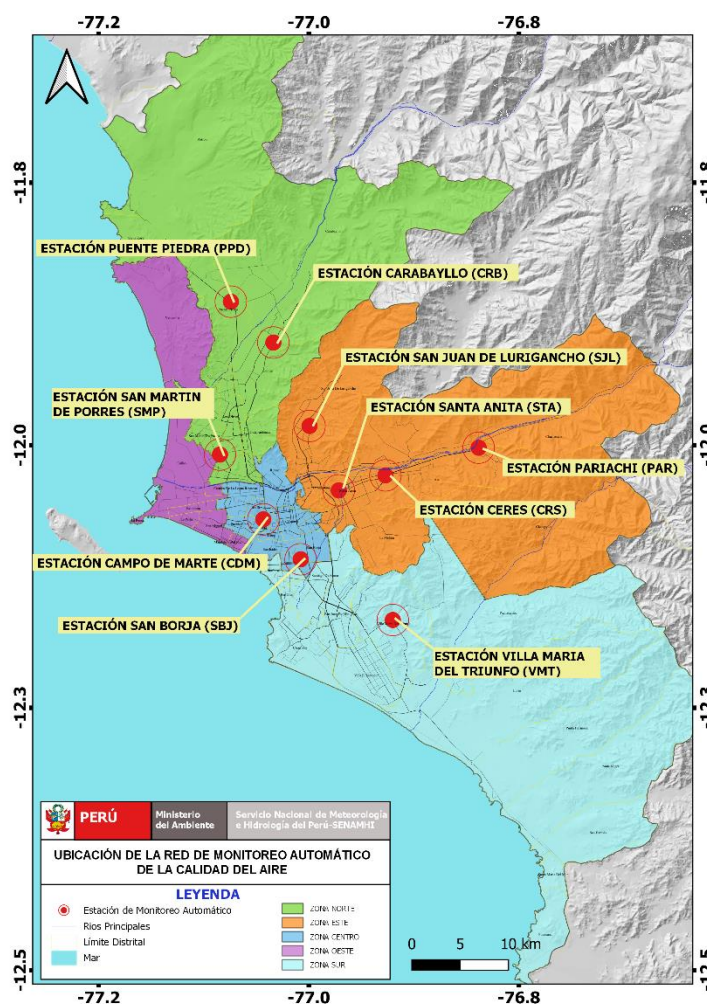 -77.2
-77.0
-76.8
-11.8
-11.8
ESTACIÓN PUENTE PIEDRA (PPD)
ESTACIÓN CARABAYLLO (CRB)
ESTACIÓN SAN JUAN DE LURIGANCHO (SJL)
ESTACIÓN SAN MARTIN
DE PORRES (SMP)
ESTACIÓN SANTA ANITA (STA)
-12.0
-12.0
ESTACIÓN PARIACHI (PAR)
ESTACIÓN CERES (CRS)
ESTACIÓN CAMPO DE MARTE (CDM)
ESTACIÓN SAN BORJA (SBJ)
ESTACIÓN VILLA MARIA
DEL TRIUNFO (VMT)
-12.3
-12.3
PERÚ
Ministerio
del Ambiente
Servicio Nacional de Meteorología
e Hidrología del Perú-SENAMHI
UBICACIÓN DE LA RED DE MONITOREO AUTOMÁTICO
DE LA CALIDAD DEL AIRE
LEYENDA
Estación de Monitoreo Automático
Rios Principales
Límite Distrital
Mar
ZONA NORTE
ZONA ESTE
ZONA CENTRO
ZONA OESTE
ZONA SUR
0 5 10 km
-12.5
-12.5
-77.2
-77.0
-76.8